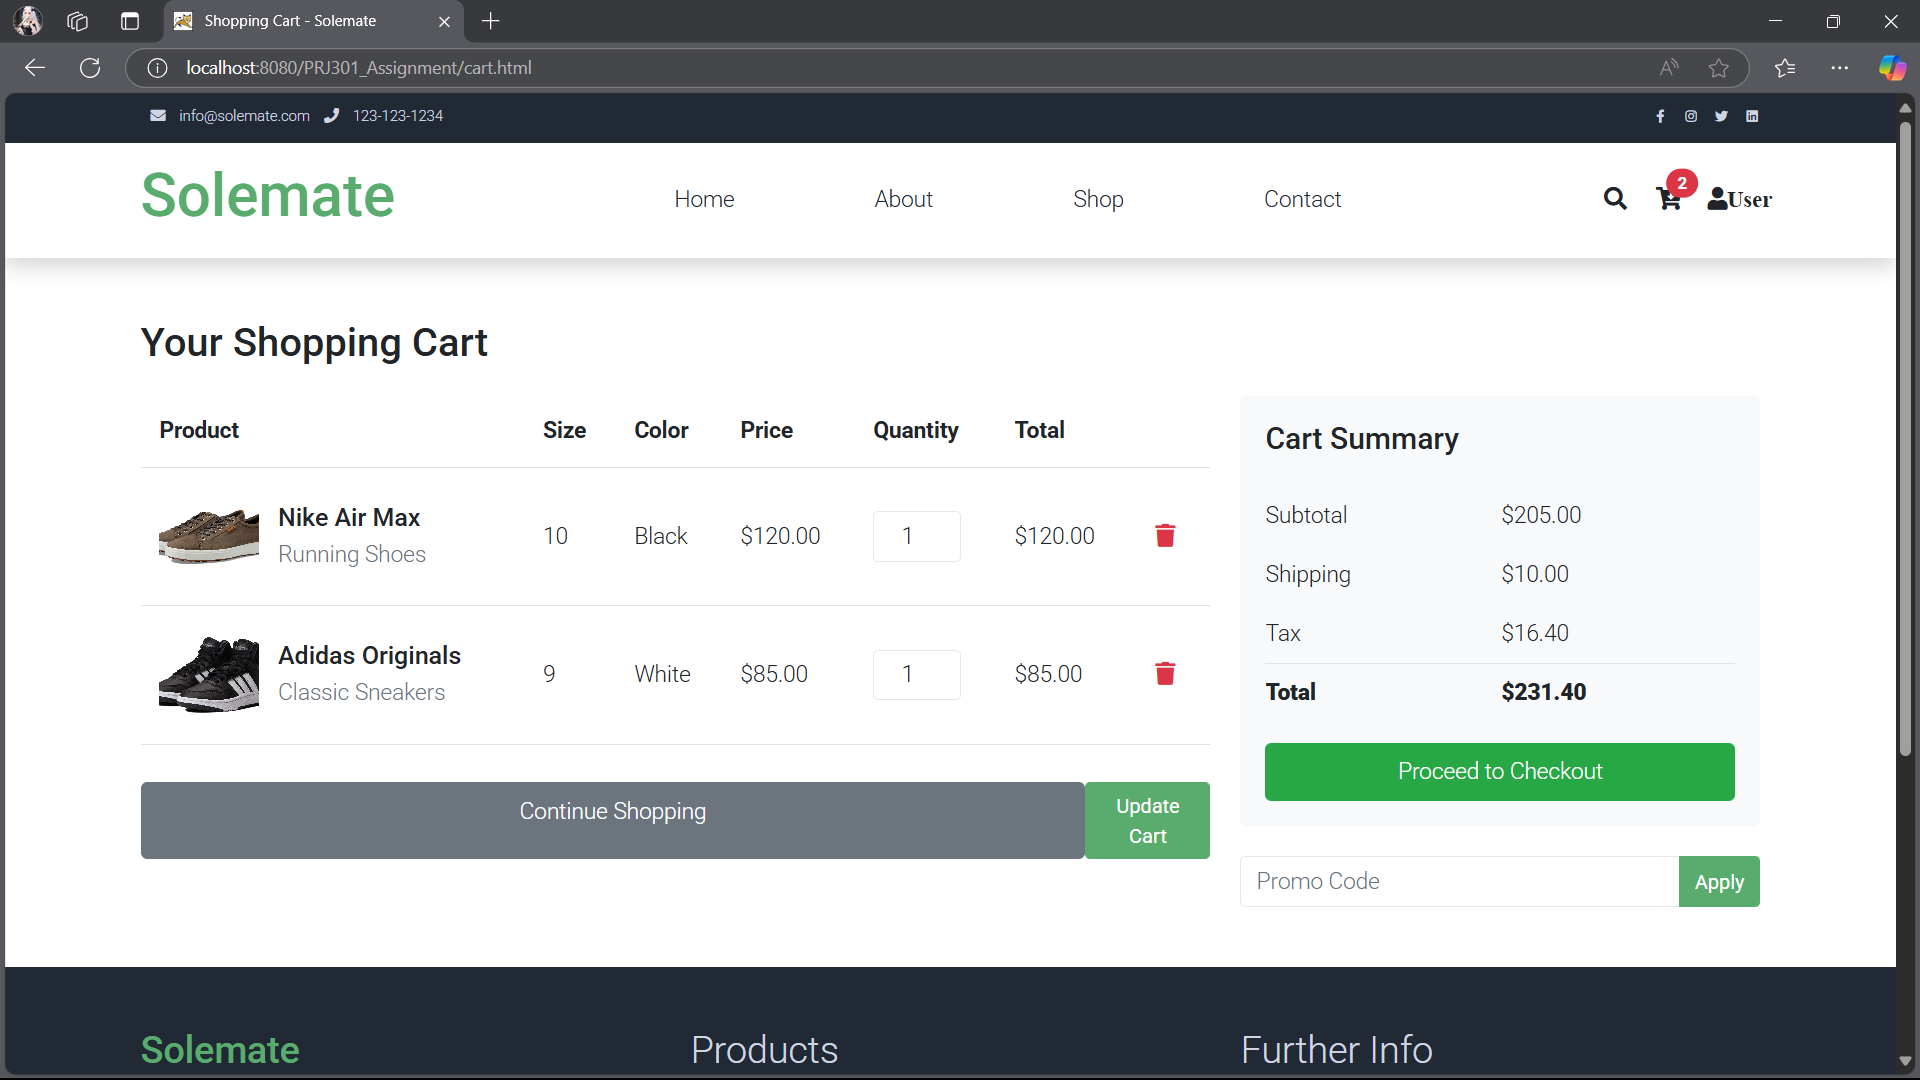 Shopping Cart - Solemate
localhost:8080/PRJ301_Assignment/cart.html
info@solemate.com 123-123-1234
Solemate Home About Shop Contact 2 User
Your Shopping Cart
Product Size Color Price Quantity Total
Nike Air Max
Running Shoes
10 Black $120.00 1 $120.00
Adidas Originals
Classic Sneakers
9 White $85.00 1 $85.00
Continue Shopping
Update
Cart
Cart Summary
Subtotal $205.00
Shipping $10.00
Tax $16.40
Total $231.40
Proceed to Checkout
Promo Code Apply
Solemate Products Further Info